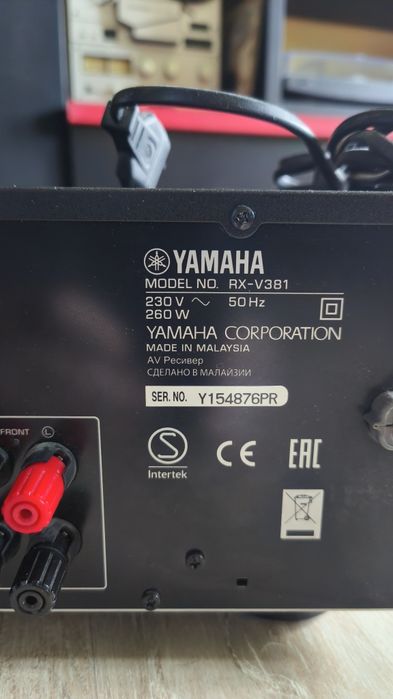 YAMAHA
MODEL NO. RX-V381
230 V ~ 50 Hz
260 W
YAMAHA CORPORATION
MADE IN MALAYSIA
AV Ресивер
СДЕЛАНО В МАЛАЙЗИИ
SER. NO. Y154876PR
FRONT L
S
Intertek
CE
EAC